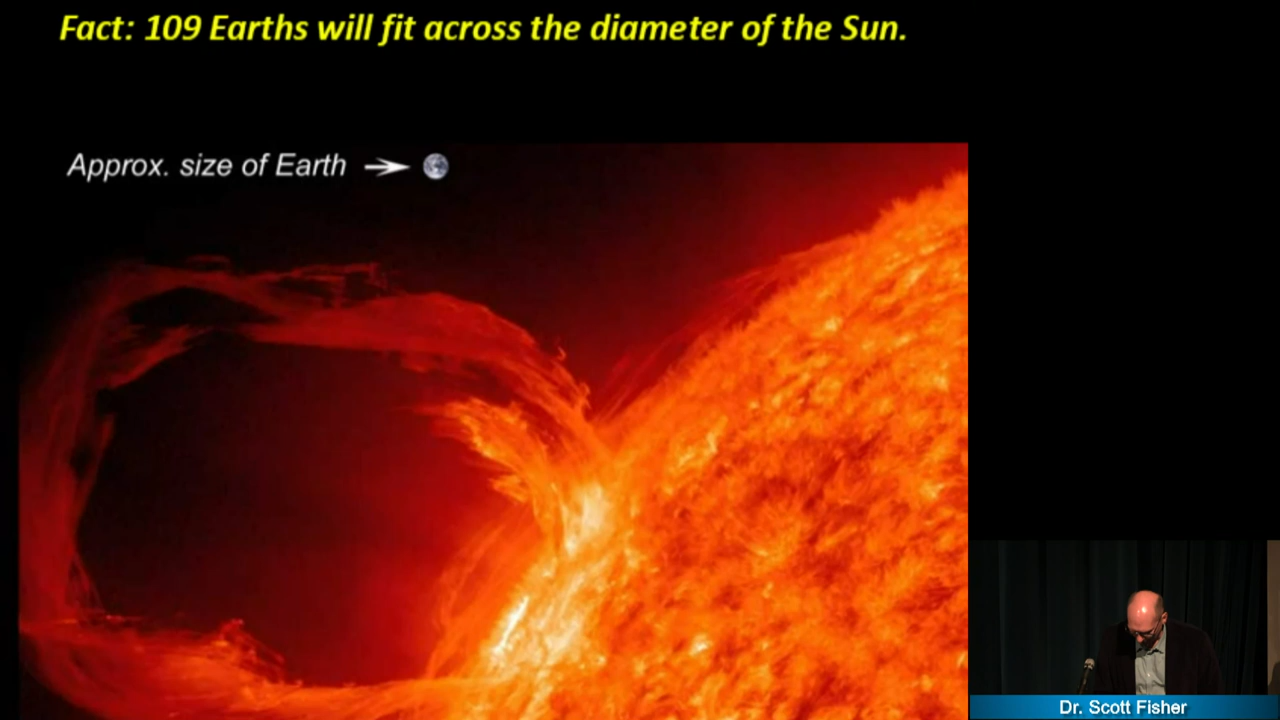 Fact: 109 Earths will fit across the diameter of the Sun.
Approx. size of Earth
Dr. Scott Fisher